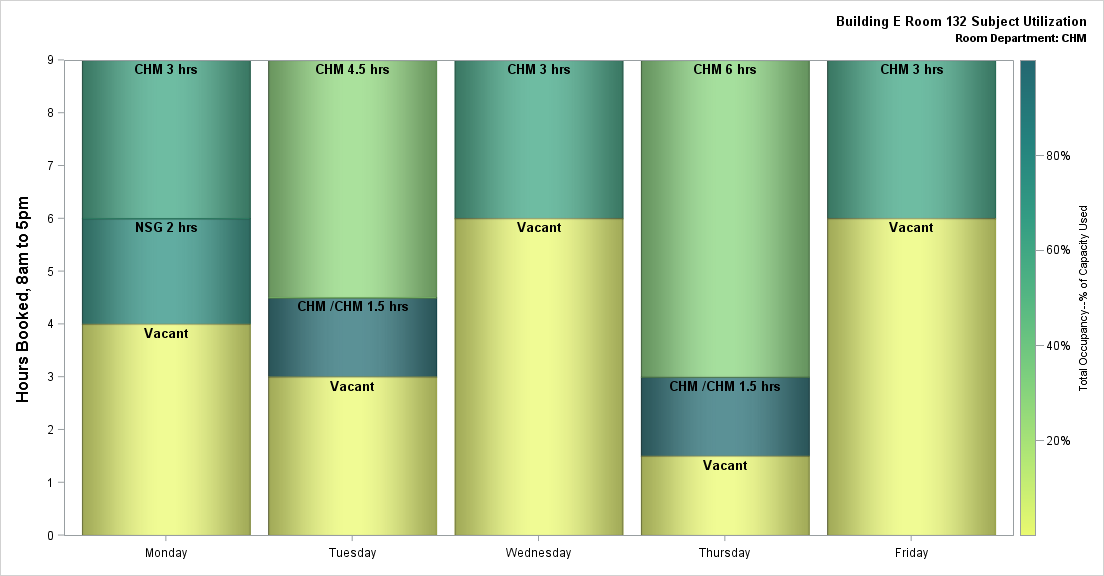 Building E Room 132 Subject Utilization
Room Department: CHM
Hours Booked, 8am to 5pm
9
8
7
6
5
4
3
2
1
0
CHM 3 hrs
NSG 2 hrs
Vacant
CHM 4.5 hrs
CHM /CHM 1.5 hrs
Vacant
CHM 3 hrs
Vacant
CHM 6 hrs
CHM /CHM 1.5 hrs
Vacant
CHM 3 hrs
Vacant
Monday
Tuesday
Wednesday
Thursday
Friday
80%
60%
40%
20%
Total Occupancy--% of Capacity Used